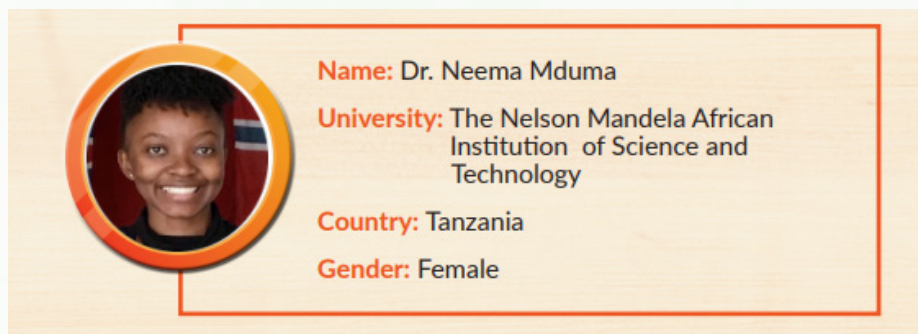 Name: Dr. Neema Mduma
University: The Nelson Mandela African
Institution of Science and
Technology
Country: Tanzania
Gender: Female